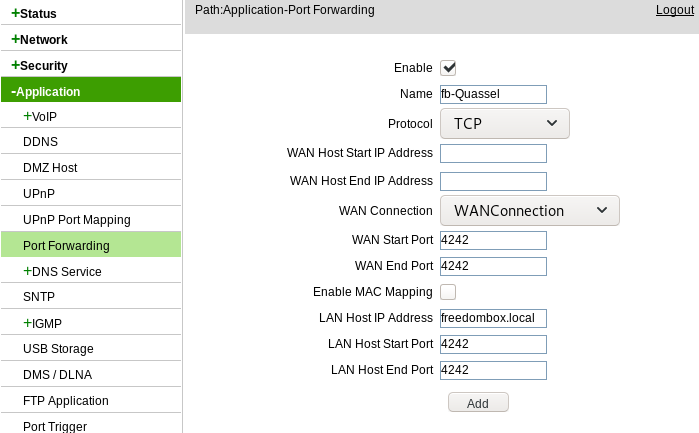 Path:Application-Port Forwarding
Logout
+Status
+Network
+Security
-Application
+VoIP
DDNS
DMZ Host
UPnP
UPnP Port Mapping
Port Forwarding
+DNS Service
SNTP
+IGMP
USB Storage
DMS / DLNA
FTP Application
Port Trigger
Enable
Name fb-Quassel
Protocol TCP
WAN Host Start IP Address
WAN Host End IP Address
WAN Connection WANConnection
WAN Start Port 4242
WAN End Port 4242
Enable MAC Mapping
LAN Host IP Address freedombox.local
LAN Host Start Port 4242
LAN Host End Port 4242
Add